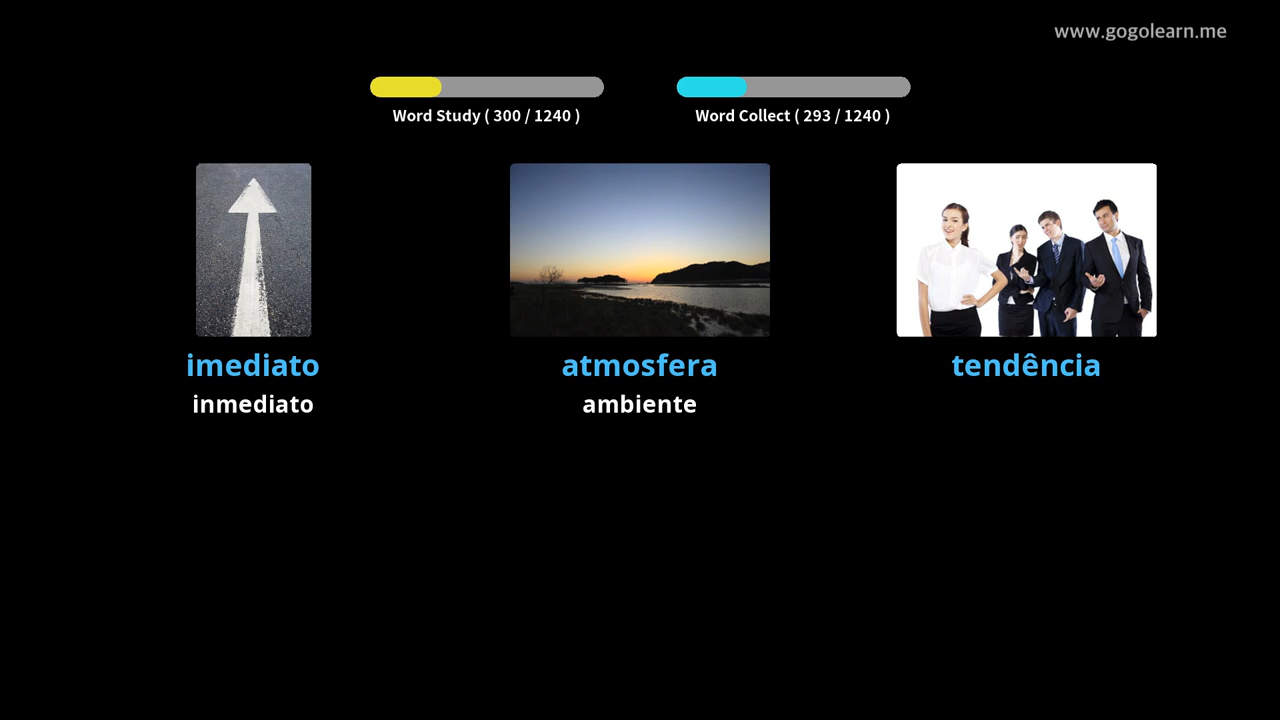 www.gogolearn.me
Word Study ( 300 / 1240 )
Word Collect ( 293 / 1240 )
imediato
inmediato
atmosfera
ambiente
tendência